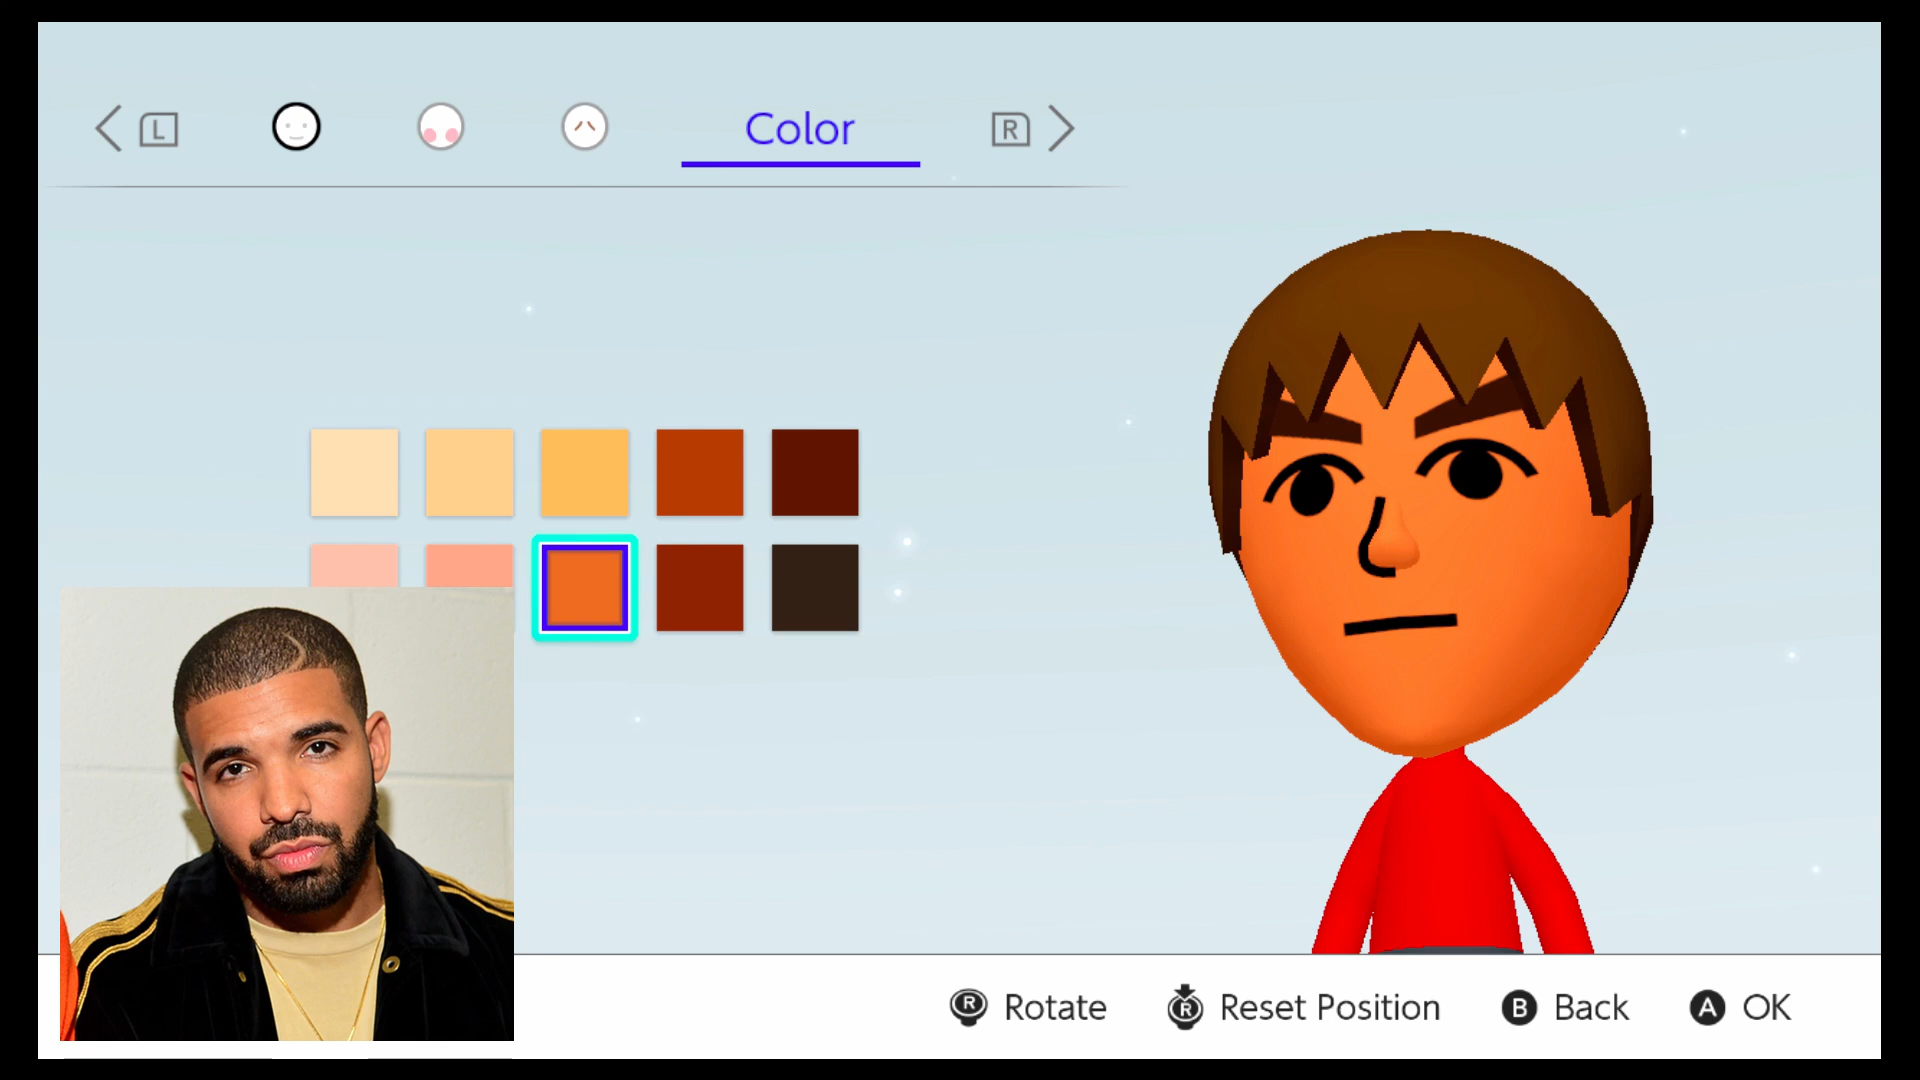 L
Color
R
R Rotate
R Reset Position
B Back
A OK